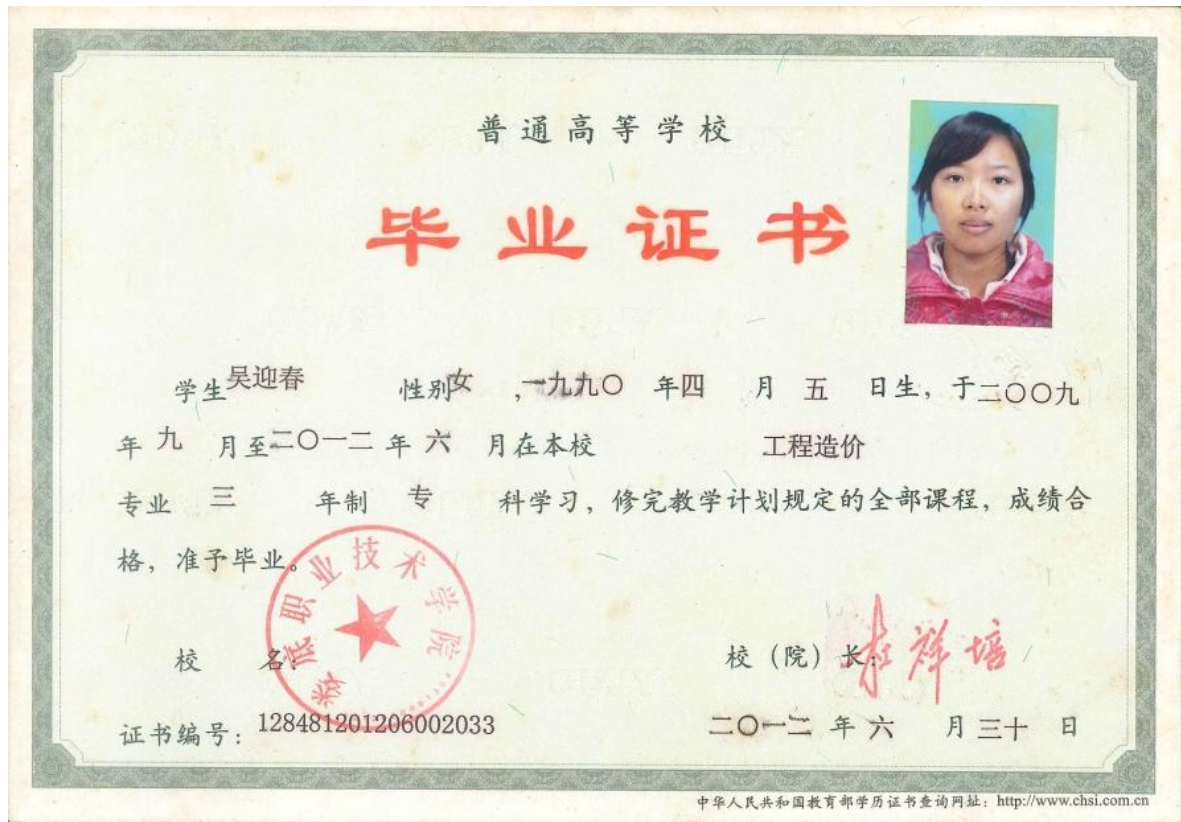 普通高等学校
毕业证书
学生吴迎春 性别女,一九九〇年四月五日生,于二〇〇九
年九月至二〇一二年六月在本校 工程造价
专业三年制专科学习,修完教学计划规定的全部课程,成绩合
格,准予毕业。
娄底职业技术学院
校 名: 校(院)长:
证书编号:128481201206002033 二〇一二年六月三十日
中华人民共和国教育部学历证书查询网址:http://www.chsi.com.cn